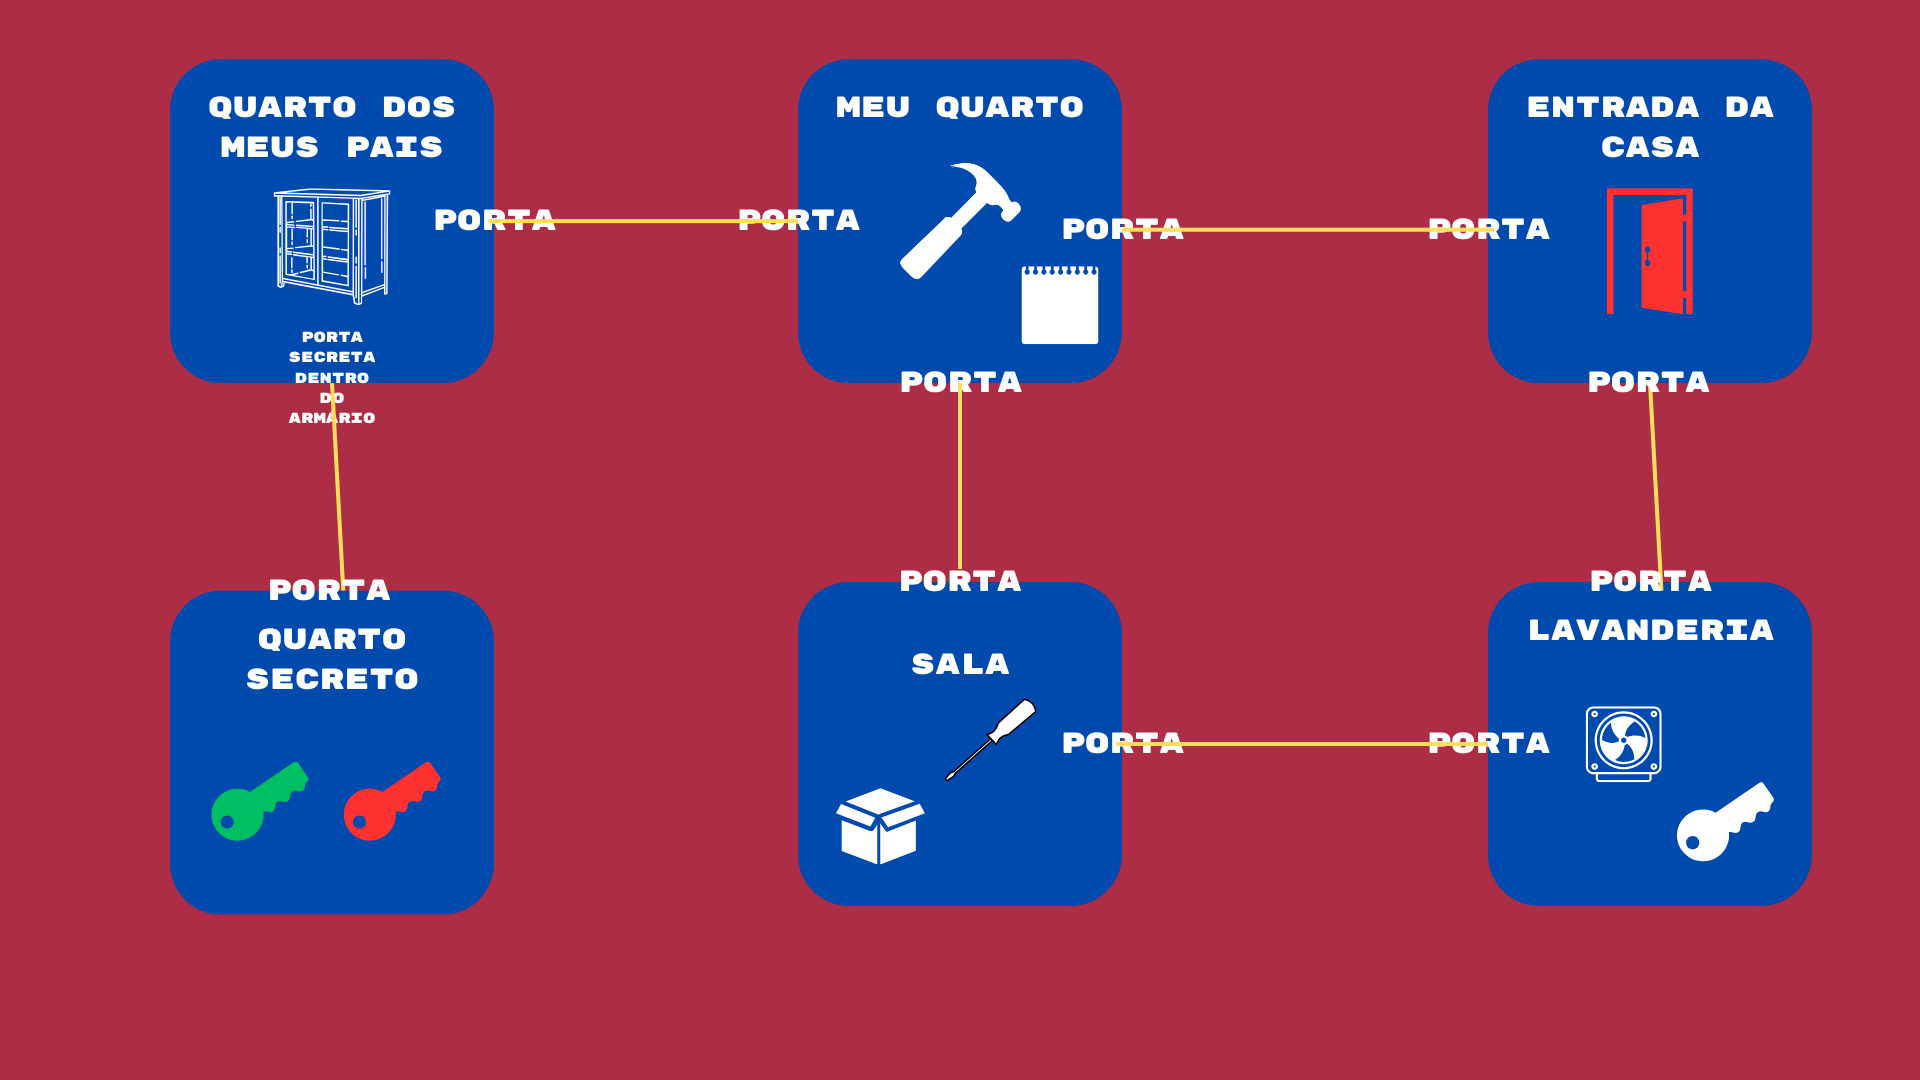 QUARTO DOS
MEUS PAIS
MEU QUARTO
ENTRADA DA
CASA
PORTA
PORTA
PORTA
PORTA
PORTA
SECRETA
DENTRO
DO
ARMARIO
PORTA
PORTA
PORTA
PORTA
PORTA
QUARTO
SECRETO
SALA
LAVANDERIA
PORTA
PORTA